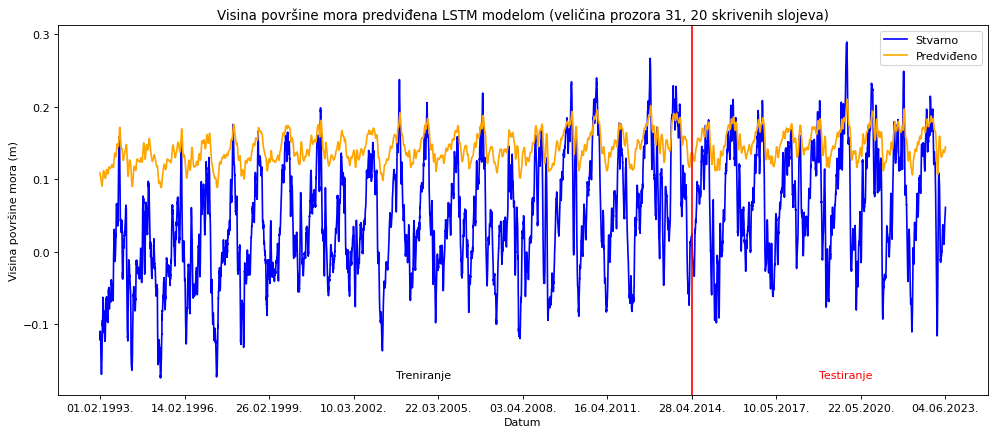 Visina površine mora predviđena LSTM modelom (veličina prozora 31, 20 skrivenih slojeva)
Stvarno
Predviđeno
Visina površine mora (m)
0.3
0.2
0.1
0.0
−0.1
Treniranje
Testiranje
01.02.1993.
14.02.1996.
26.02.1999.
10.03.2002.
22.03.2005.
03.04.2008.
16.04.2011.
28.04.2014.
10.05.2017.
22.05.2020.
04.06.2023.
Datum